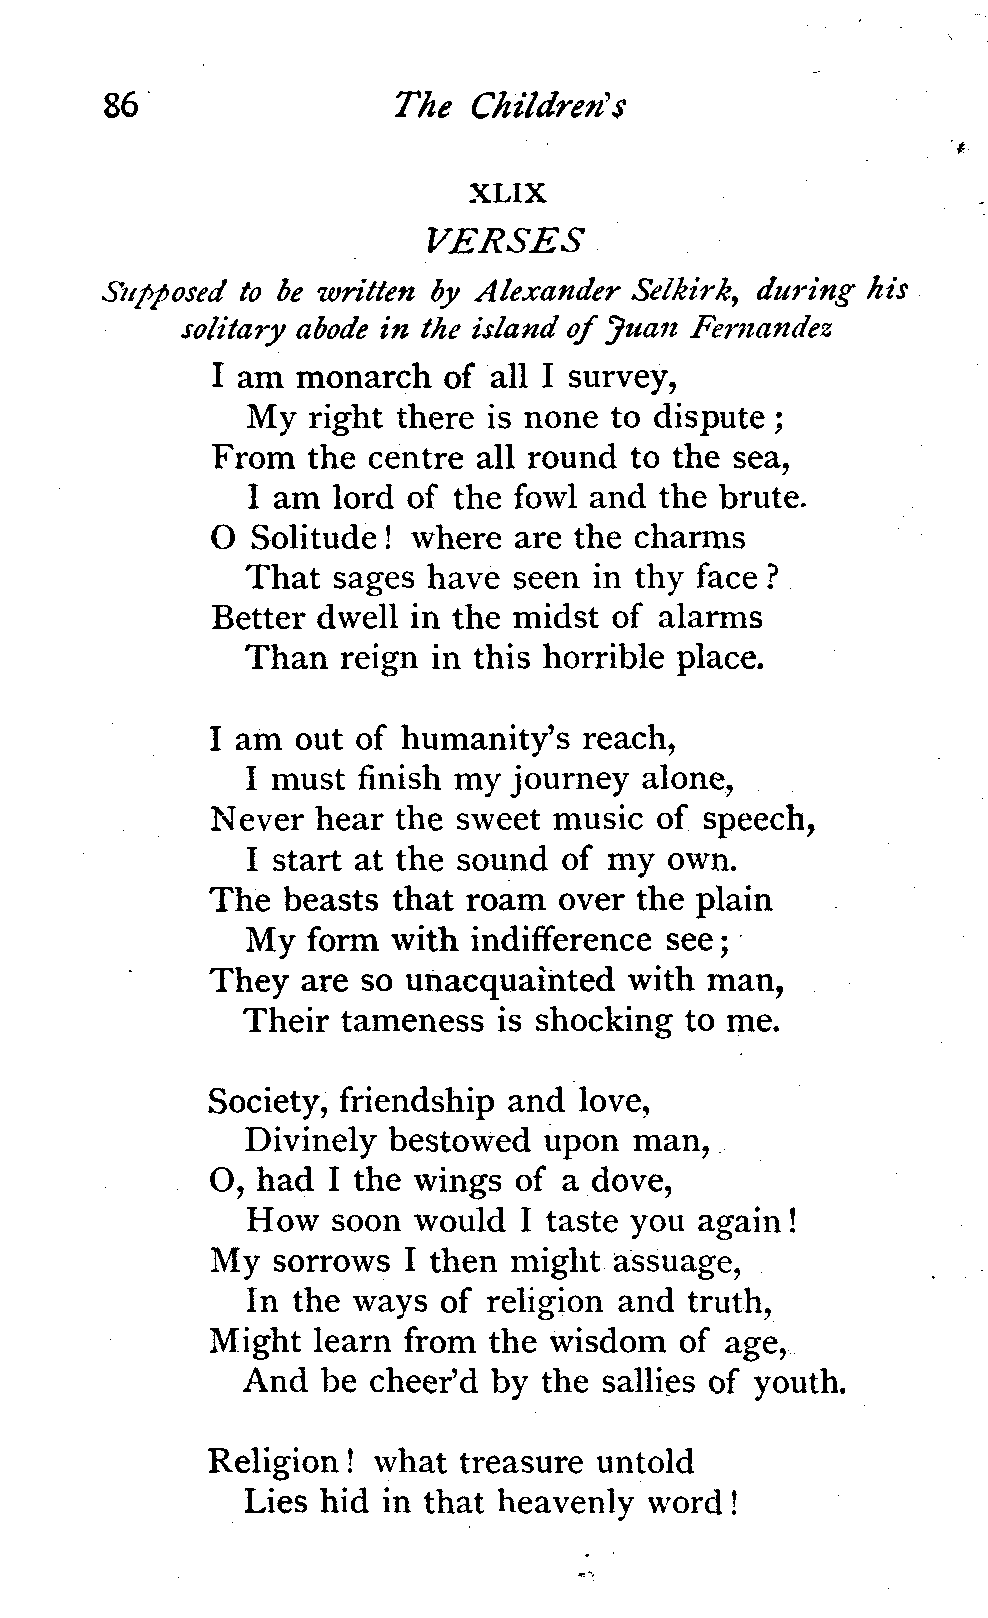 86 The Children's
XLIX
VERSES
Supposed to be written by Alexander Selkirk, during his
solitary abode in the island of Juan Fernandez
I am monarch of all I survey,
My right there is none to dispute ;
From the centre all round to the sea,
I am lord of the fowl and the brute.
O Solitude ! where are the charms
That sages have seen in thy face ?
Better dwell in the midst of alarms
Than reign in this horrible place.

I am out of humanity's reach,
I must finish my journey alone,
Never hear the sweet music of speech,
I start at the sound of my own.
The beasts that roam over the plain
My form with indifference see ;
They are so unacquainted with man,
Their tameness is shocking to me.

Society, friendship and love,
Divinely bestowed upon man,
O, had I the wings of a dove,
How soon would I taste you again !
My sorrows I then might assuage,
In the ways of religion and truth,
Might learn from the wisdom of age,
And be cheer'd by the sallies of youth.

Religion ! what treasure untold
Lies hid in that heavenly word !